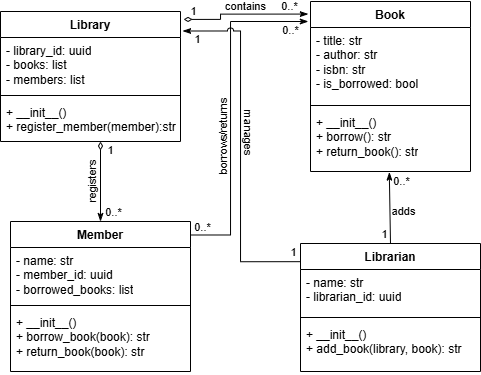 Library
- library_id: uuid
- books: list
- members: list
+ __init__()
+ register_member(member):str
1
contains
0..*
0..*
1
Book
- title: str
- author: str
- isbn: str
- is_borrowed: bool
+ __init__()
+ borrow(): str
+ return_book(): str
1
registers
0..*
borrows/returns
manages
0..*
adds
1
Member
- name: str
- member_id: uuid
- borrowed_books: list
+ __init__()
+ borrow_book(book): str
+ return_book(book): str
0..*
1
Librarian
- name: str
- librarian_id: uuid
+ __init__()
+ add_book(library, book): str